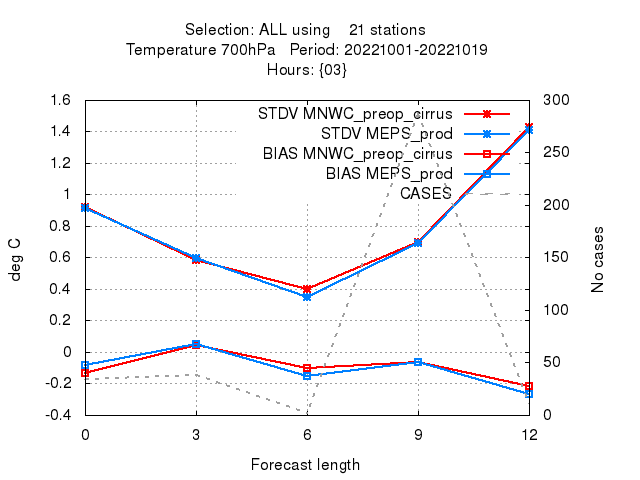 Selection: ALL using    21 stations
Temperature 700hPa   Period: 20221001-20221019
Hours: {03}
STDV MNWC_preop_cirrus
STDV MEPS_prod
BIAS MNWC_preop_cirrus
BIAS MEPS_prod
CASES
1.6
1.4
1.2
1
0.8
0.6
0.4
0.2
0
-0.2
-0.4
deg C
300
250
200
150
100
50
0
No cases
0 3 6 9 12
Forecast length